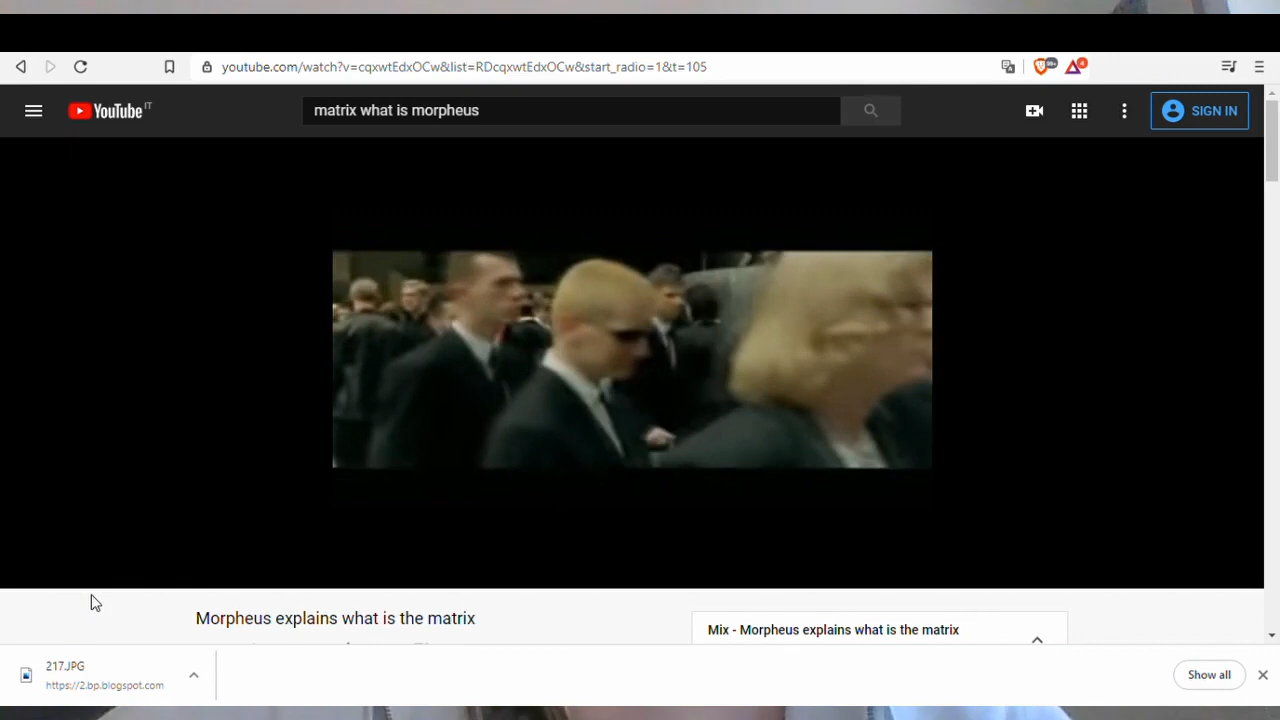 youtube.com/watch?v=cqxwtEdxOCw&list=RDcqxwtEdxOCw&start_radio=1&t=105
99+
4
YouTube IT
matrix what is morpheus
SIGN IN
Morpheus explains what is the matrix
Mix - Morpheus explains what is the matrix
217.JPG
https://2.bp.blogspot.com
Show all